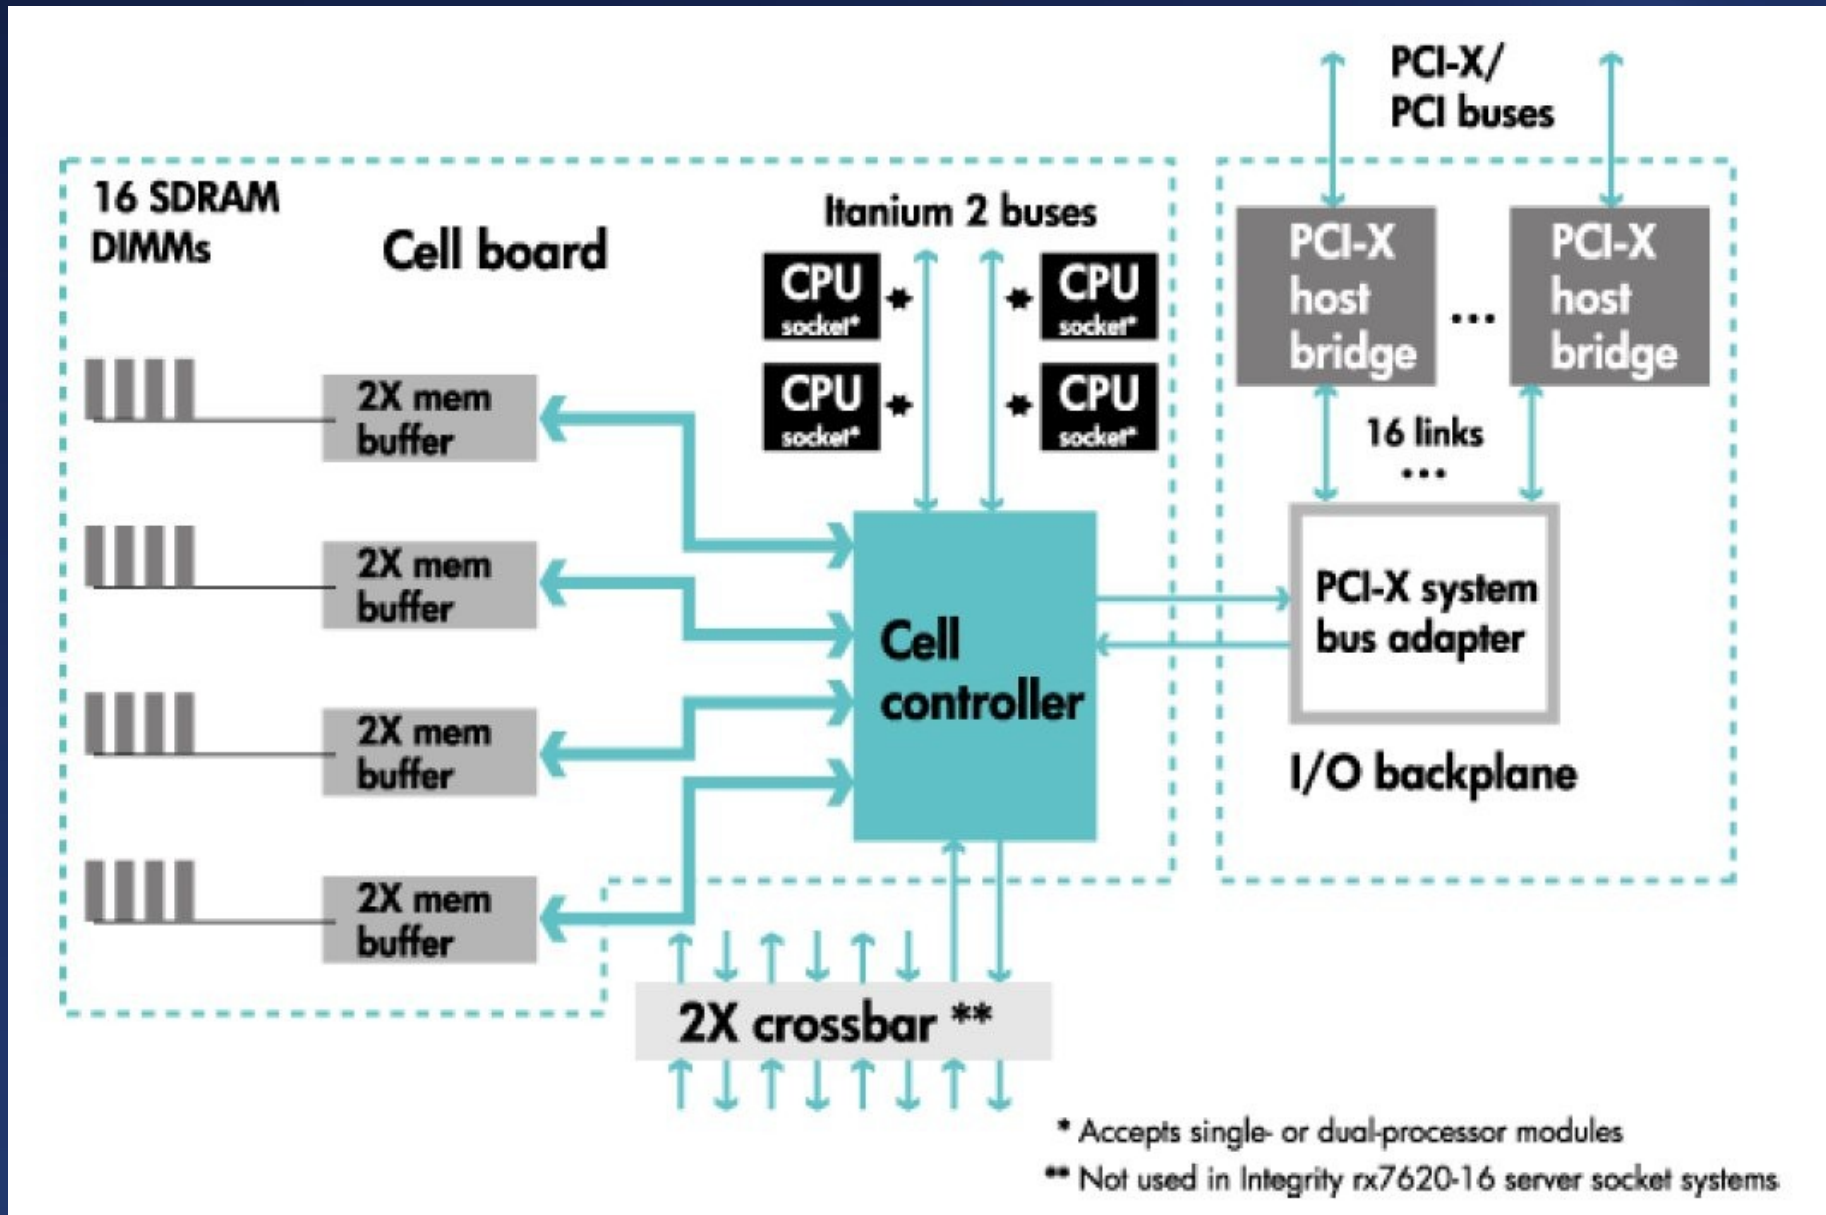 PCI-X/
PCI buses
16 SDRAM
DIMMs
Cell board
Itanium 2 buses
CPU
socket*
CPU
socket*
CPU
socket*
CPU
socket*
PCI-X
host
bridge
...
PCI-X
host
bridge
16 links
...
2X mem
buffer
2X mem
buffer
2X mem
buffer
2X mem
buffer
Cell
controller
PCI-X system
bus adapter
I/O backplane
2X crossbar **
* Accepts single- or dual-processor modules
** Not used in Integrity rx7620-16 server socket systems